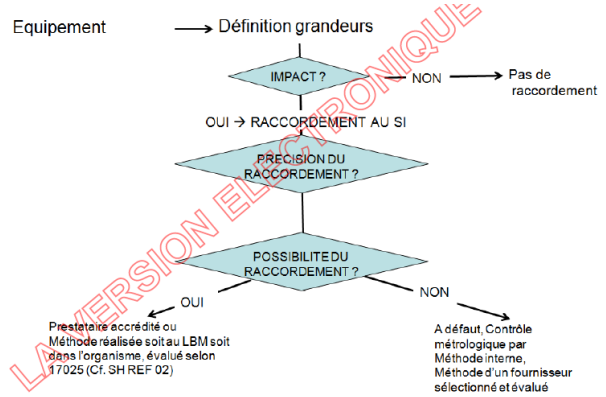 Equipement → Définition grandeurs
IMPACT ?
NON
Pas de
raccordement
OUI → RACCORDEMENT AU SI
PRECISION DU
RACCORDEMENT ?
POSSIBILITE DU
RACCORDEMENT ?
OUI
NON
Prestataire accrédité ou
Méthode réalisée soit au LBM soit
dans l'organisme, évalué selon
17025 (Cf. SH REF 02)
A défaut, Contrôle
métrologique par
Méthode interne,
Méthode d'un fournisseur
sélectionné et évalué
LA VERSION ELECTRONIQUE